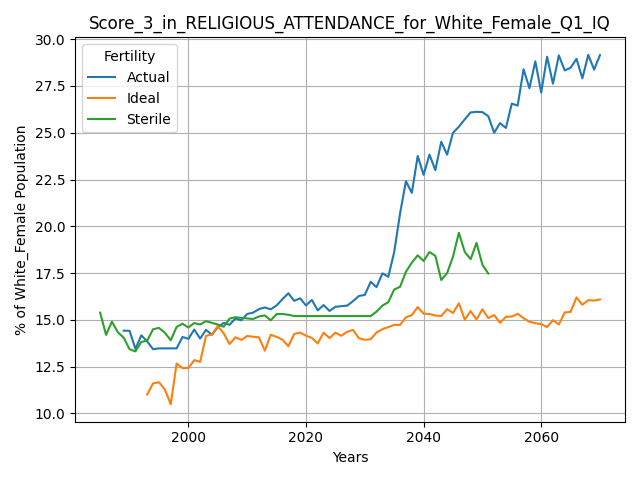 Score_3_in_RELIGIOUS_ATTENDANCE_for_White_Female_Q1_IQ
Fertility
Actual
Ideal
Sterile
% of White_Female Population
30.0
27.5
25.0
22.5
20.0
17.5
15.0
12.5
10.0
2000
2020
2040
2060
Years